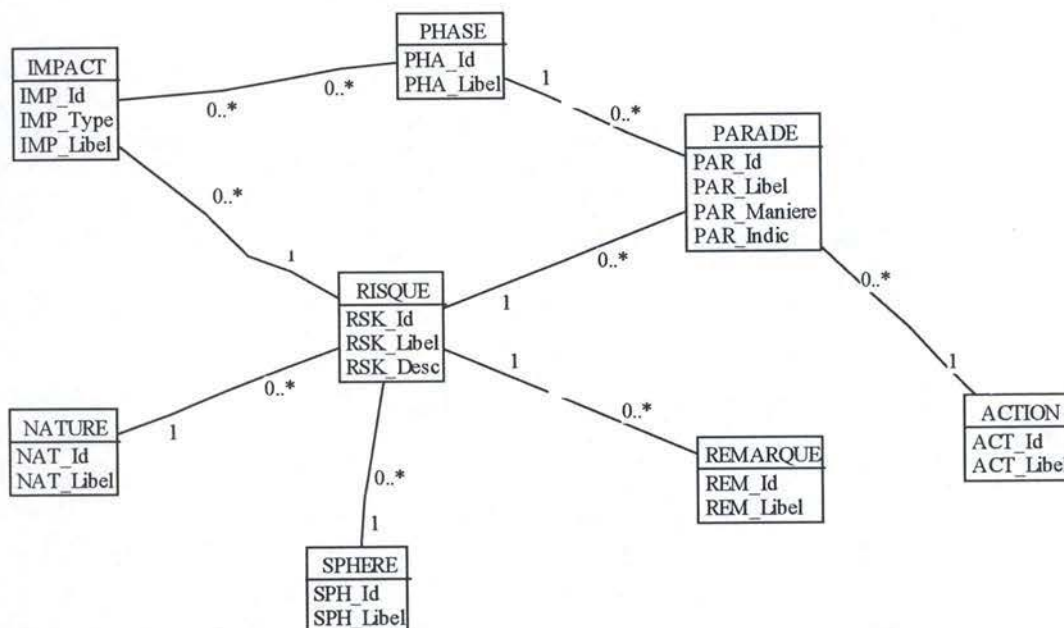 PHASE
PHA_Id
PHA_Libel
IMPACT
IMP_Id
IMP_Type
IMP_Libel
0..*
0..*
1
0..*
PARADE
PAR_Id
PAR_Libel
PAR_Maniere
PAR_Indic
0..*
1
RISQUE
RSK_Id
RSK_Libel
RSK_Desc
0..*
1
0..*
1
ACTION
ACT_Id
ACT_Libel
0..*
1
NATURE
NAT_Id
NAT_Libel
1
0..*
REMARQUE
REM_Id
REM_Libel
0..*
1
SPHERE
SPH_Id
SPH_Libel